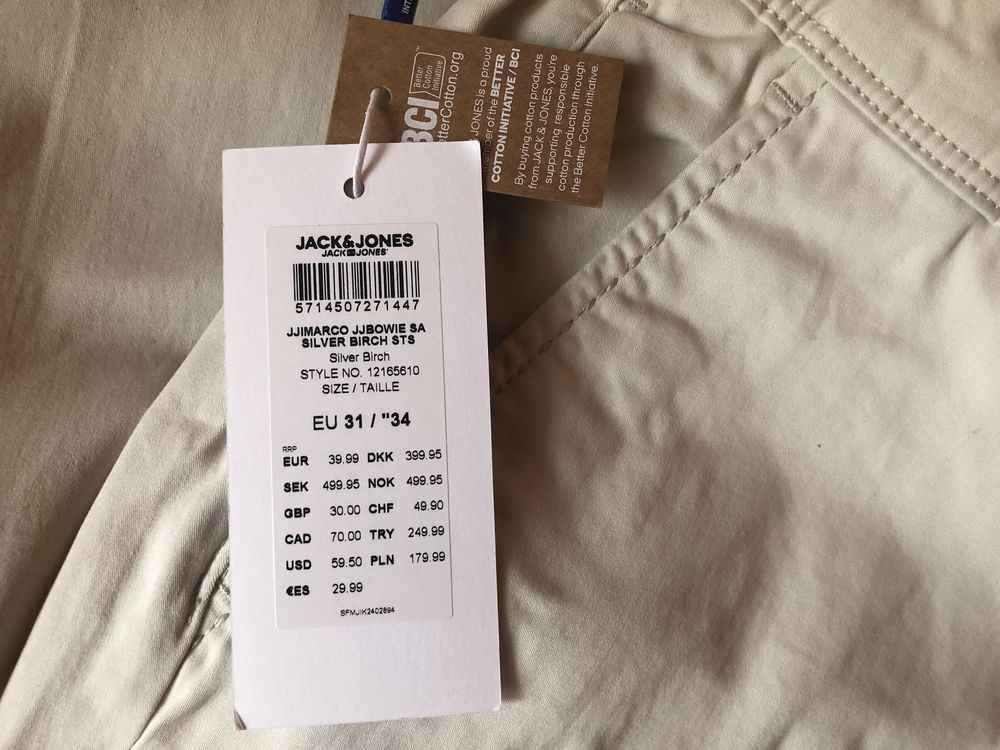 INT
BCI
Better
Cotton
Initiative
TM
BetterCotton.org
JONES is a proud
member of the BETTER
COTTON INITIATIVE / BCI
By buying cotton products
from JACK & JONES, you're
supporting responsible
cotton production through
the Better Cotton Initiative.
JACK&JONES
JACK&JONES
5714507271447
JJIMARCO JJBOWIE SA
SILVER BIRCH STS
Silver Birch
STYLE NO. 12165610
SIZE / TAILLE
EU 31 / "34
RRP
EUR 39.99 DKK 399.95
SEK 499.95 NOK 499.95
GBP 30.00 CHF 49.90
CAD 70.00 TRY 249.99
USD 59.50 PLN 179.99
€ES 29.99
SFMJIK2402894